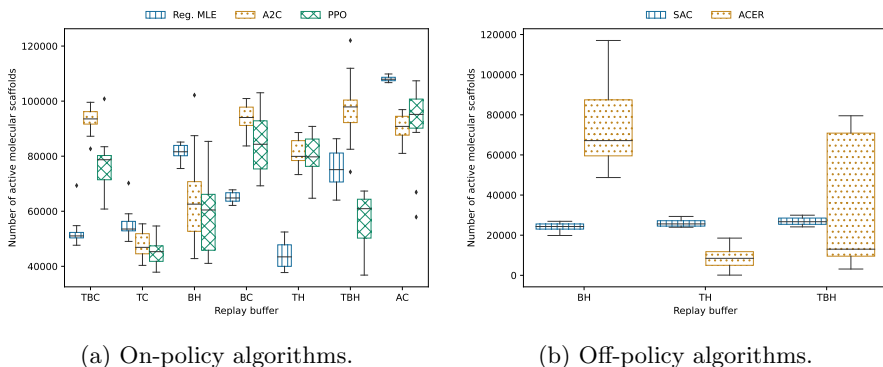 Reg. MLE A2C PPO
Number of active molecular scaffolds
120000
100000
80000
60000
40000
TBC TC BH BC TH TBH AC
Replay buffer
(a) On-policy algorithms.
SAC ACER
Number of active molecular scaffolds
120000
100000
80000
60000
40000
20000
0
BH TH TBH
Replay buffer
(b) Off-policy algorithms.